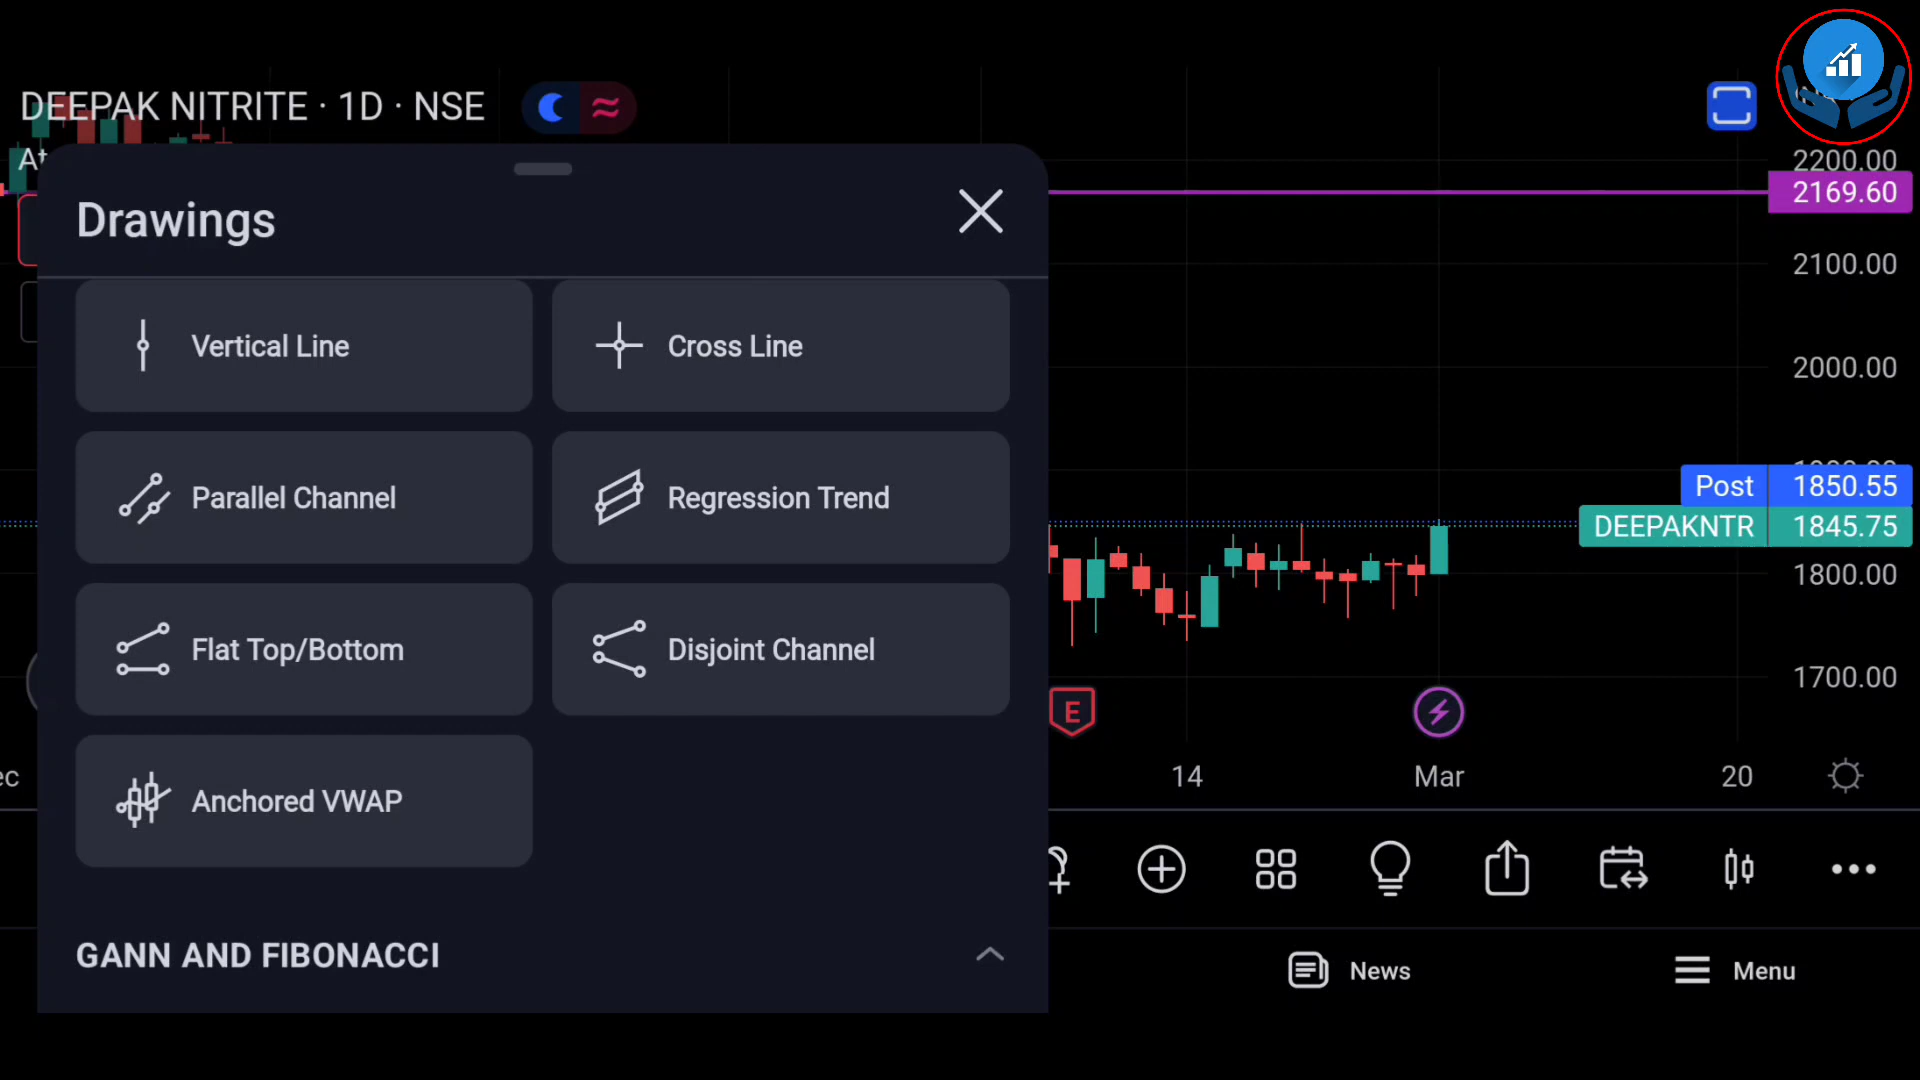 DEEPAK NITRITE · 1D · NSE
At
Drawings
Vertical Line
Cross Line
Parallel Channel
Regression Trend
Flat Top/Bottom
Disjoint Channel
Anchored VWAP
GANN AND FIBONACCI
2200.00
2169.60
2100.00
2000.00
Post 1850.55
DEEPAKNTR 1845.75
1800.00
1700.00
E
ec 14 Mar 20
News
Menu